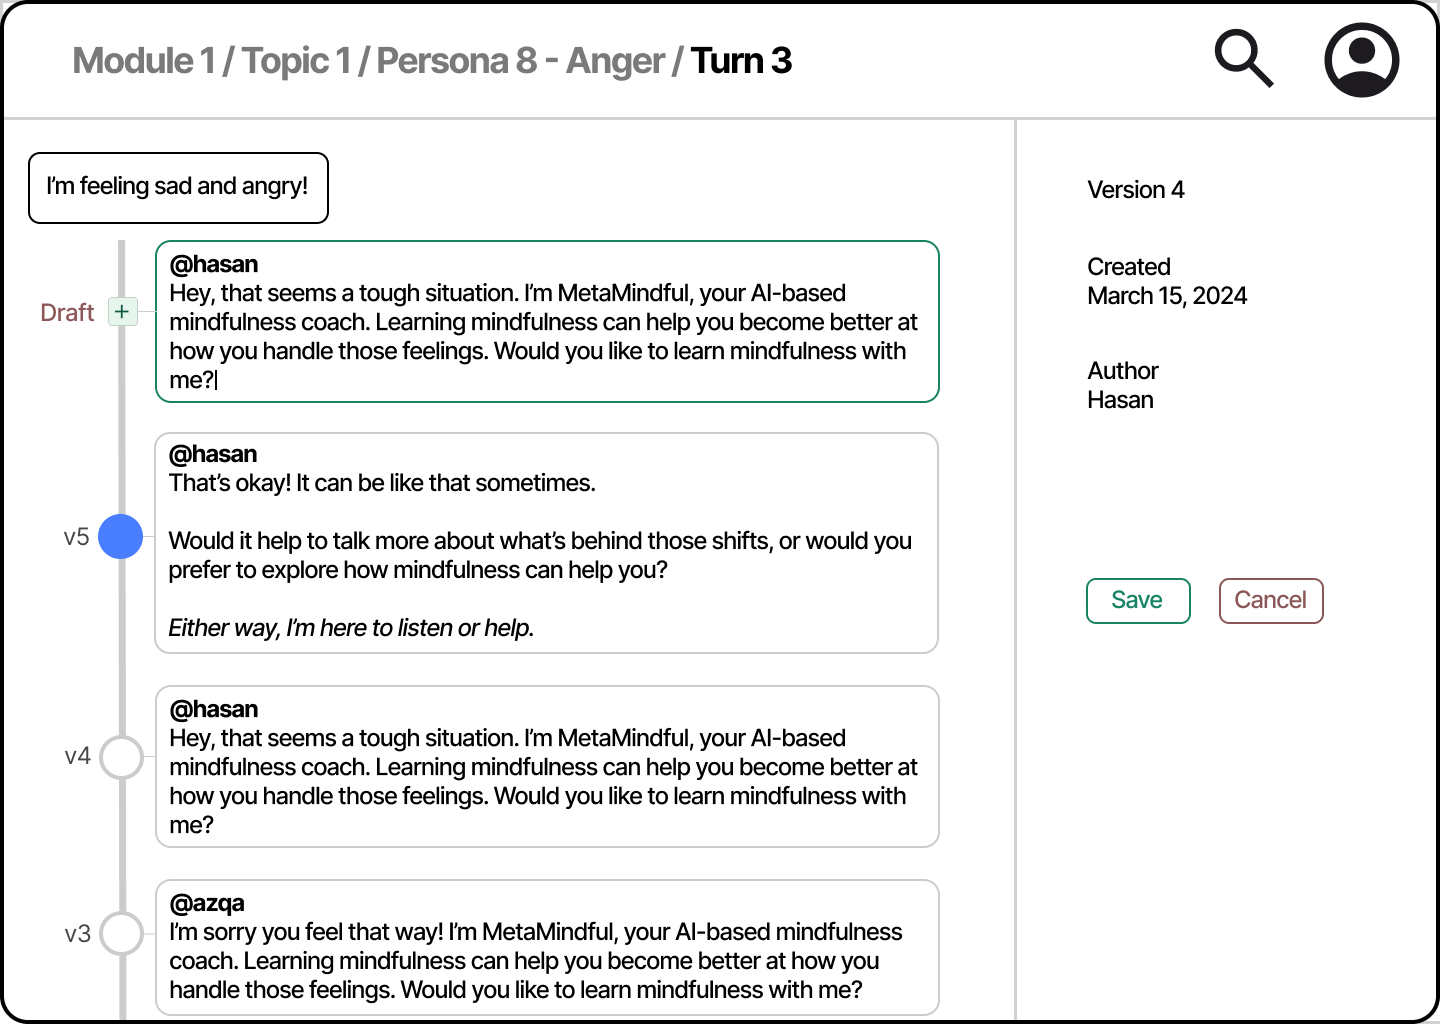 Module 1 / Topic 1 / Persona 8 - Anger / Turn 3
I’m feeling sad and angry!
Draft
+
@hasan
Hey, that seems a tough situation. I’m MetaMindful, your AI-based
mindfulness coach. Learning mindfulness can help you become better at
how you handle those feelings. Would you like to learn mindfulness with
me?
v5
@hasan
That’s okay! It can be like that sometimes.
Would it help to talk more about what’s behind those shifts, or would you
prefer to explore how mindfulness can help you?
Either way, I’m here to listen or help.
v4
@hasan
Hey, that seems a tough situation. I’m MetaMindful, your AI-based
mindfulness coach. Learning mindfulness can help you become better at
how you handle those feelings. Would you like to learn mindfulness with
me?
v3
@azqa
I’m sorry you feel that way! I’m MetaMindful, your AI-based mindfulness
coach. Learning mindfulness can help you become better at how you
handle those feelings. Would you like to learn mindfulness with me?
Version 4
Created
March 15, 2024
Author
Hasan
Save
Cancel